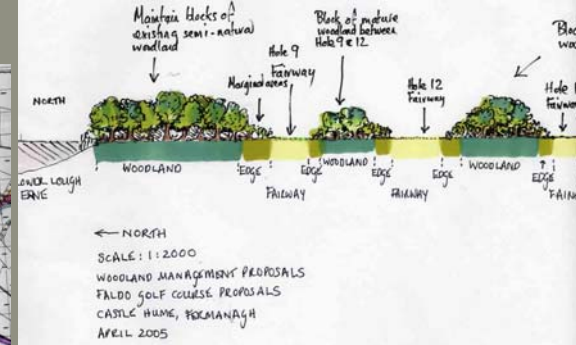 Maintain blocks of
existing semi-natural
woodland
Block of mature
woodland between
Hole 9 & 12
Hole 9
Fairway
Marginal areas
Hole 12
Fairway
Hole
NORTH
LOWER LOUGH
ERNE
WOODLAND
EDGE
FAIRWAY
EDGE
WOODLAND
EDGE
FAIRWAY
EDGE
WOODLAND
EDGE
← NORTH
SCALE: 1:2000
WOODLAND MANAGEMENT PROPOSALS
FALDO GOLF COURSE PROPOSALS
CASTLE HUME, FERMANAGH
APRIL 2005